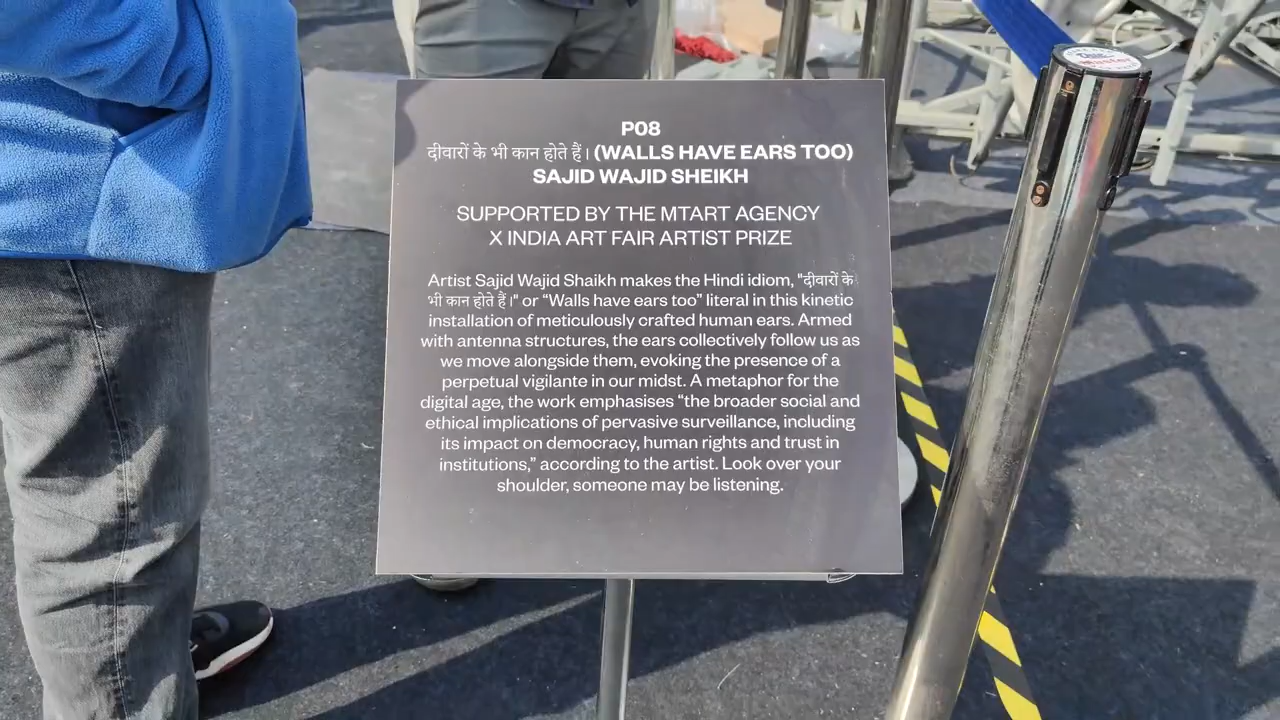 P08
दीवारों के भी कान होते हैं। (WALLS HAVE EARS TOO)
SAJID WAJID SHEIKH
SUPPORTED BY THE MTART AGENCY
X INDIA ART FAIR ARTIST PRIZE
Artist Sajid Wajid Shaikh makes the Hindi idiom, "दीवारों के
भी कान होते हैं।" or “Walls have ears too” literal in this kinetic
installation of meticulously crafted human ears. Armed
with antenna structures, the ears collectively follow us as
we move alongside them, evoking the presence of a
perpetual vigilante in our midst. A metaphor for the
digital age, the work emphasises “the broader social and
ethical implications of pervasive surveillance, including
its impact on democracy, human rights and trust in
institutions,” according to the artist. Look over your
shoulder, someone may be listening.